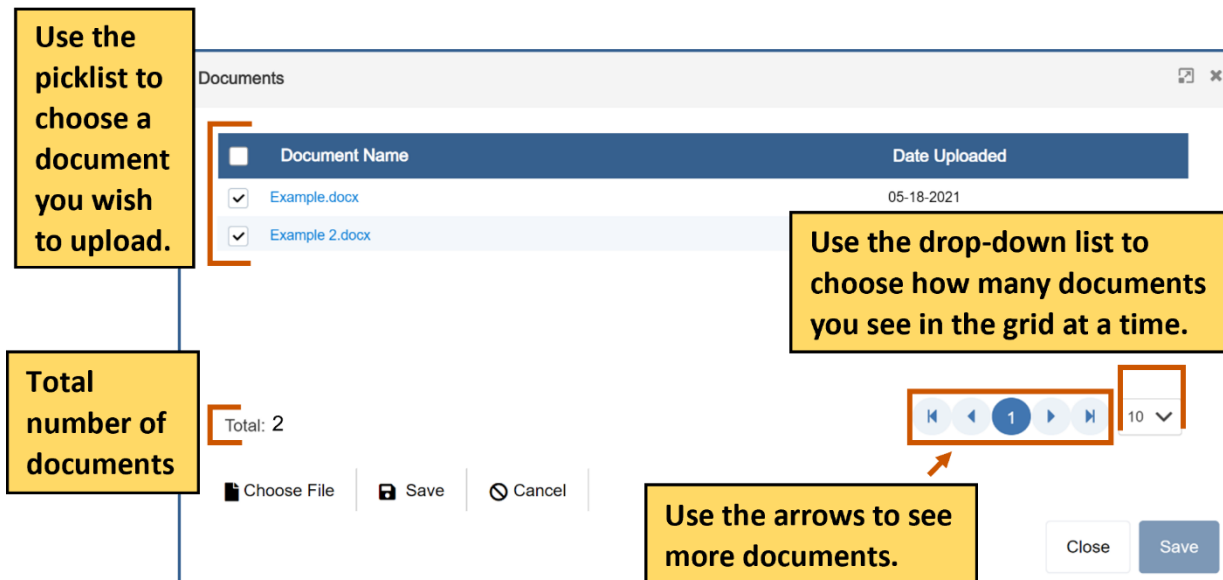 Use the
picklist to
choose a
document
you wish
to upload.
Documents
Document Name Date Uploaded
Example.docx 05-18-2021
Example 2.docx
Use the drop-down list to
choose how many documents
you see in the grid at a time.
Total
number of
documents
Total: 2
1
10
Choose File Save Cancel
Use the arrows to see
more documents.
Close Save